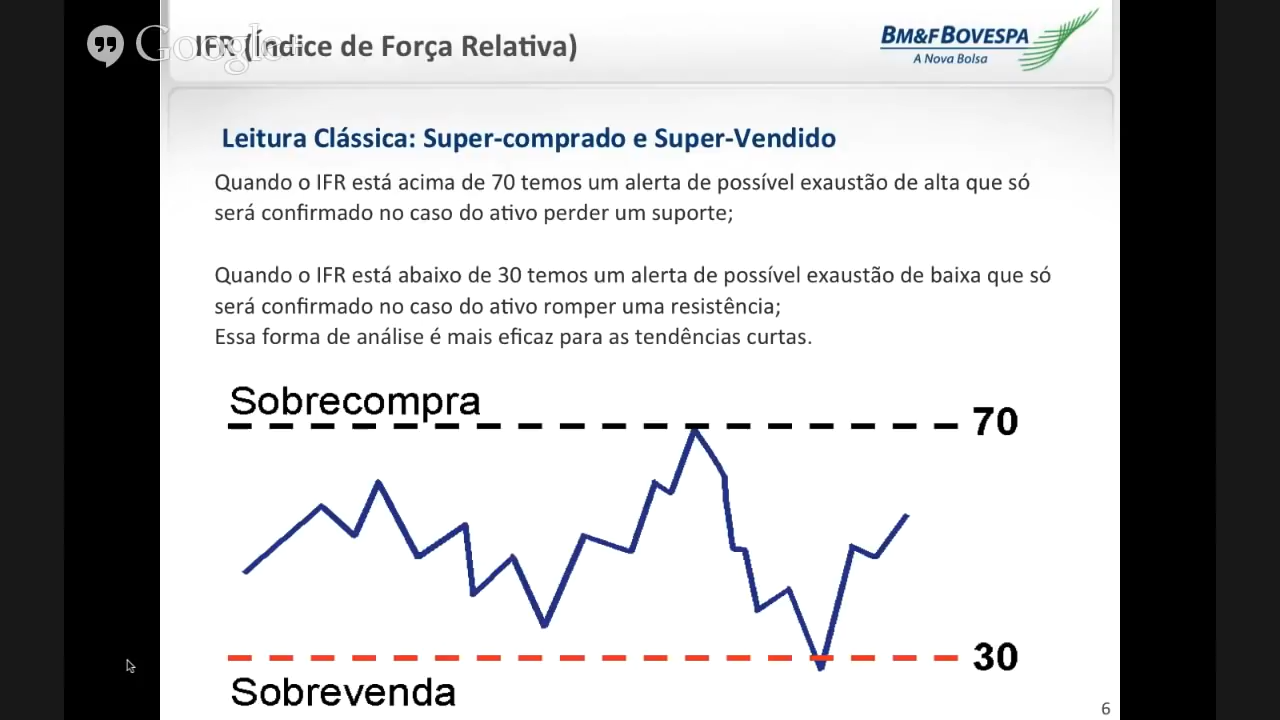 Google+
IFR (Índice de Força Relativa)
BM&FBOVESPA
A Nova Bolsa
Leitura Clássica: Super-comprado e Super-Vendido
Quando o IFR está acima de 70 temos um alerta de possível exaustão de alta que só
será confirmado no caso do ativo perder um suporte;
Quando o IFR está abaixo de 30 temos um alerta de possível exaustão de baixa que só
será confirmado no caso do ativo romper uma resistência;
Essa forma de análise é mais eficaz para as tendências curtas.
Sobrecompra
70
30
Sobrevenda
6